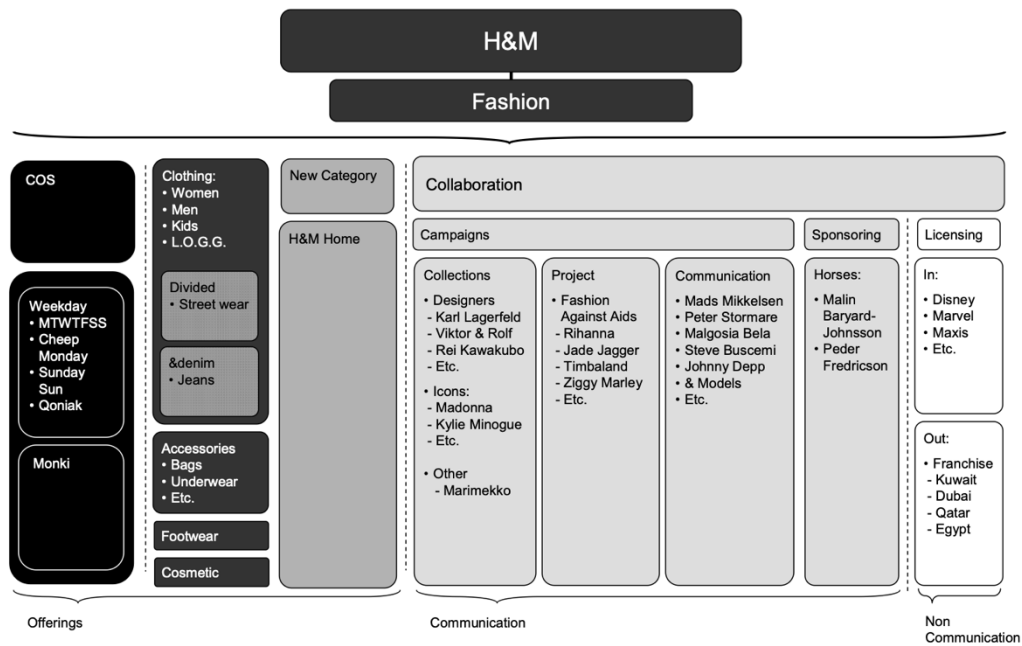 H&M
Fashion
COS
Weekday
• MTWTFSS
• Cheep
Monday
• Sunday
Sun
• Qoniak
Monki
Clothing:
• Women
• Men
• Kids
• L.O.G.G.
Divided
• Street wear
&denim
• Jeans
Accessories
• Bags
• Underwear
• Etc.
Footwear
Cosmetic
New Category
H&M Home
Collaboration
Campaigns
Collections
• Designers
- Karl Lagerfeld
- Viktor & Rolf
- Rei Kawakubo
- Etc.
• Icons:
- Madonna
- Kylie Minogue
- Etc.
• Other
- Marimekko
Project
• Fashion
Against Aids
- Rihanna
- Jade Jagger
- Timbaland
- Ziggy Marley
- Etc.
Communication
• Mads Mikkelsen
• Peter Stormare
• Malgosia Bela
• Steve Buscemi
• Johnny Depp
• & Models
• Etc.
Sponsoring
Horses:
• Malin
Baryard-
Johnsson
• Peder
Fredricson
Licensing
In:
• Disney
• Marvel
• Maxis
• Etc.
Out:
• Franchise
- Kuwait
- Dubai
- Qatar
- Egypt
Offerings
Communication
Non
Communication